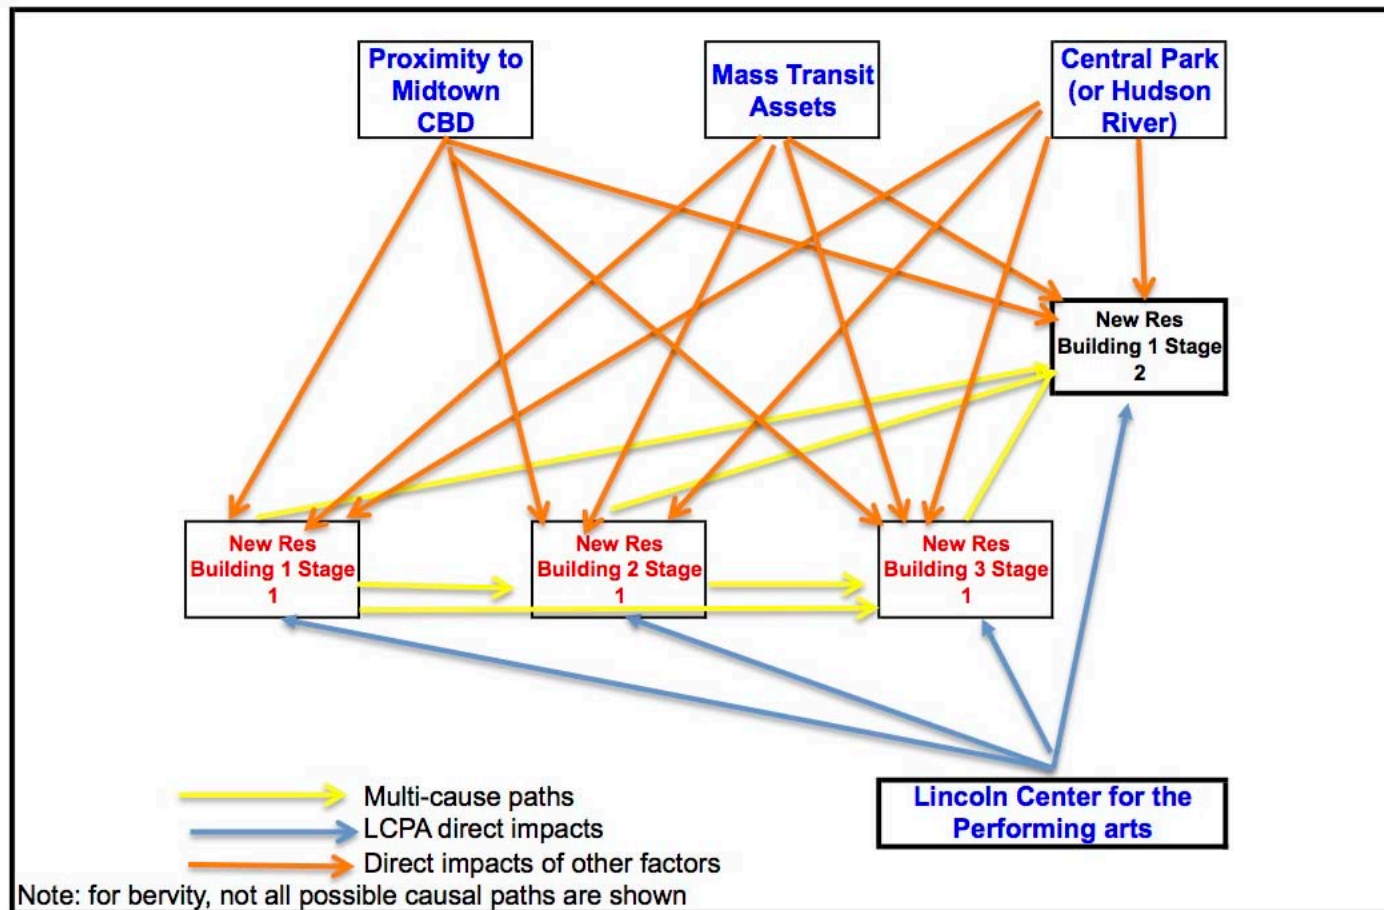 Proximity to
Midtown
CBD
Mass Transit
Assets
Central Park
(or Hudson
River)
New Res
Building 1 Stage
2
New Res
Building 1 Stage
1
New Res
Building 2 Stage
1
New Res
Building 3 Stage
1
Lincoln Center for the
Performing arts
Multi-cause paths
LCPA direct impacts
Direct impacts of other factors
Note: for bervity, not all possible causal paths are shown